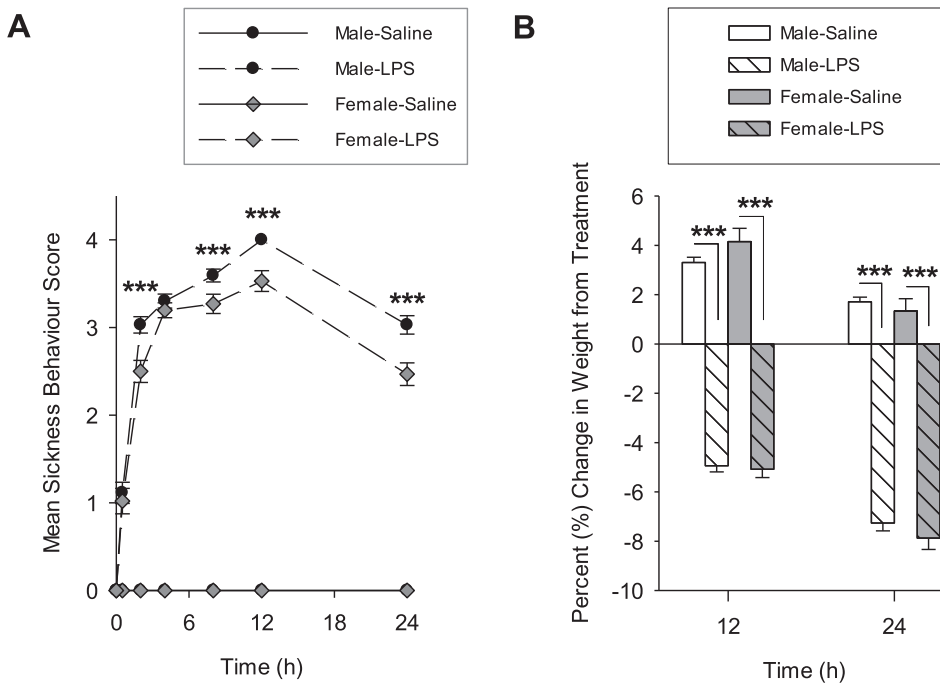 A
Male-Saline
Male-LPS
Female-Saline
Female-LPS
Mean Sickness Behaviour Score
4
3
2
1
0
***
***
***
***
0 6 12 18 24
Time (h)
B
Male-Saline
Male-LPS
Female-Saline
Female-LPS
Percent (%) Change in Weight from Treatment
6
4
2
0
-2
-4
-6
-8
-10
***
***
***
***
12 24
Time (h)